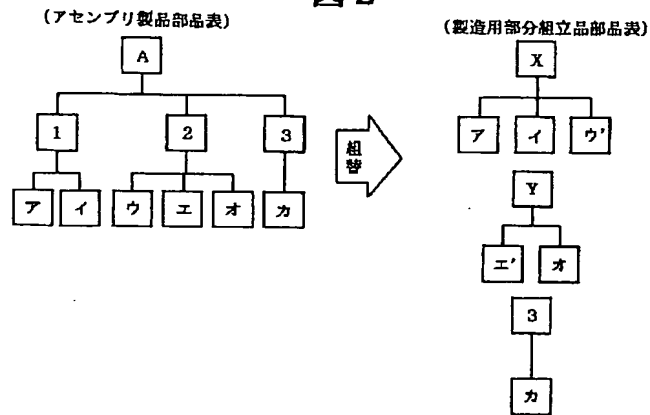 図2
(アセンブリ製品部品表)
A
1
2
3
ア
イ
ウ
エ
オ
カ
組替
(製造用部分組立品部品表)
X
ア
イ
ウ'
Y
エ'
オ
3
カ